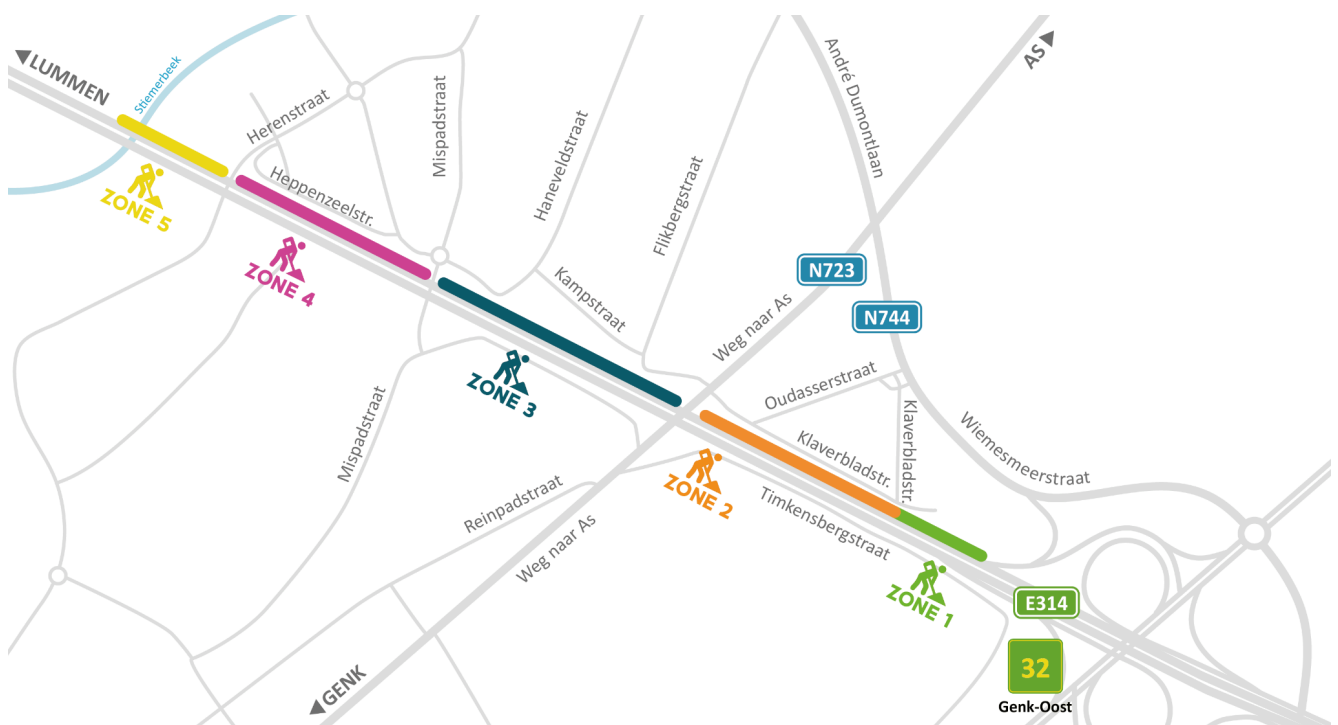 LUMMEN
Stiemerbeek
Herenstraat
Mispadstraat
Heppenzeelstr.
Haneveldstraat
Flikbergstraat
André Dumontlaan
AS
ZONE 5
ZONE 4
Kampstraat
N723
N744
Weg naar As
ZONE 3
Oudasserstraat
Klaverbladstr.
Klaverbladstr.
Wiemesmeerstraat
Mispadstraat
ZONE 2
Timkensbergstraat
Reinpadstraat
Weg naar As
ZONE 1
E314
32
Genk-Oost
GENK